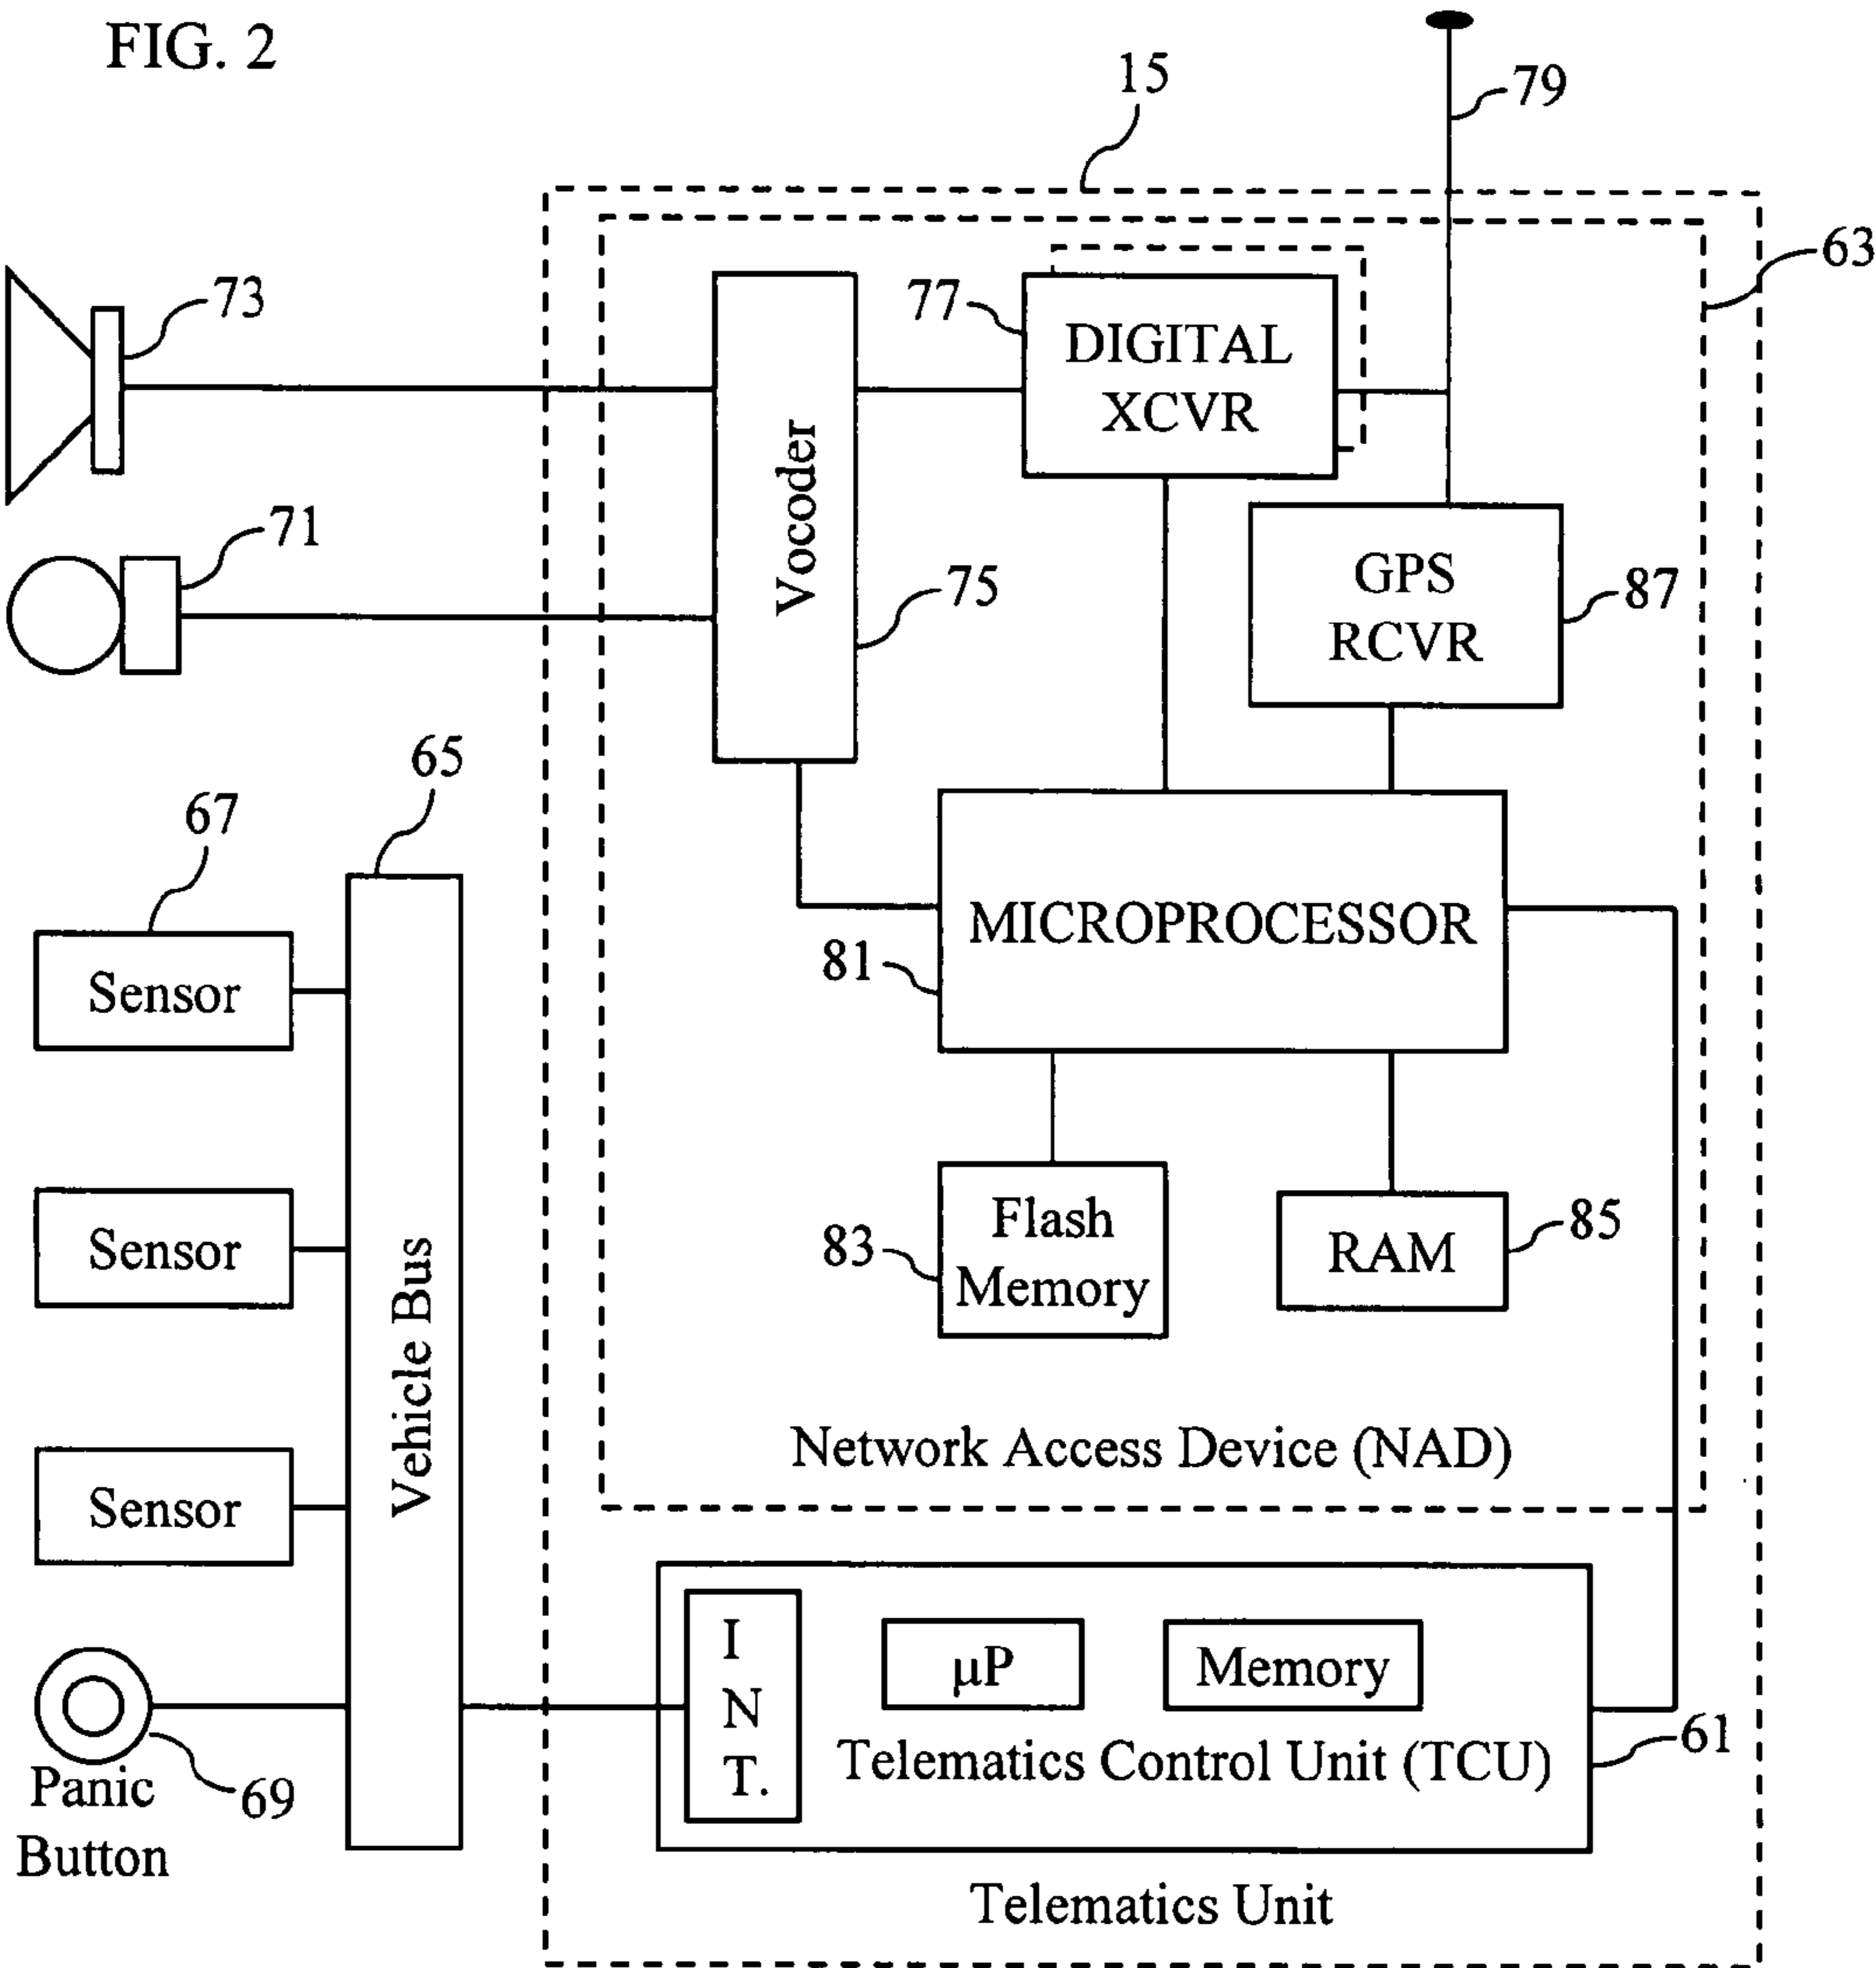 FIG. 2
15
79
63
73
77
DIGITAL
XCVR
71
Vocoder
75
GPS
RCVR
87
65
67
MICROPROCESSOR
81
Sensor
Sensor
Sensor
Vehicle Bus
83
Flash
Memory
RAM
85
Network Access Device (NAD)
I
N
T.
μP
Memory
Telematics Control Unit (TCU)
61
Panic
Button
69
Telematics Unit